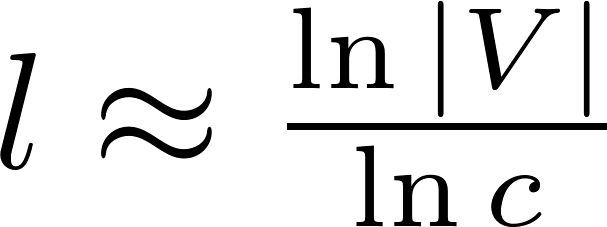 l ≈ ln |V| / ln c